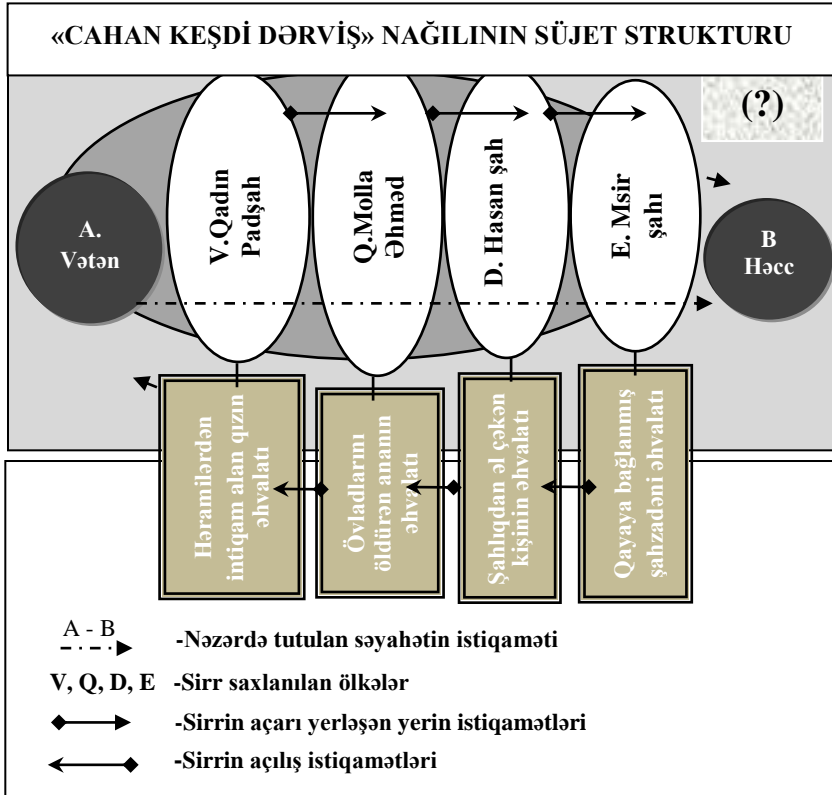 «CAHAN KEŞDİ DƏRVİŞ» NAĞILININ SÜJET STRUKTURU
(?)
A.
Vətən
V.Qadın
Padşah
Q.Molla
Əhməd
D. Hasan şah
E. Msir
şahı
B
Həcc
Həramilərdən
intiqam alan qızın
əhvalatı
Övladlarını
öldürən ananın
əhvalatı
Şahlıqdan əl çəkən
kişinin əhvalatı
Qayaya bağlanmış
şahzadəni əhvalatı
A - B
-Nəzərdə tutulan səyahətin istiqaməti
V, Q, D, E -Sirr saxlanılan ölkələr
-Sirrin açarı yerləşən yerin istiqamətləri
-Sirrin açılış istiqamətləri